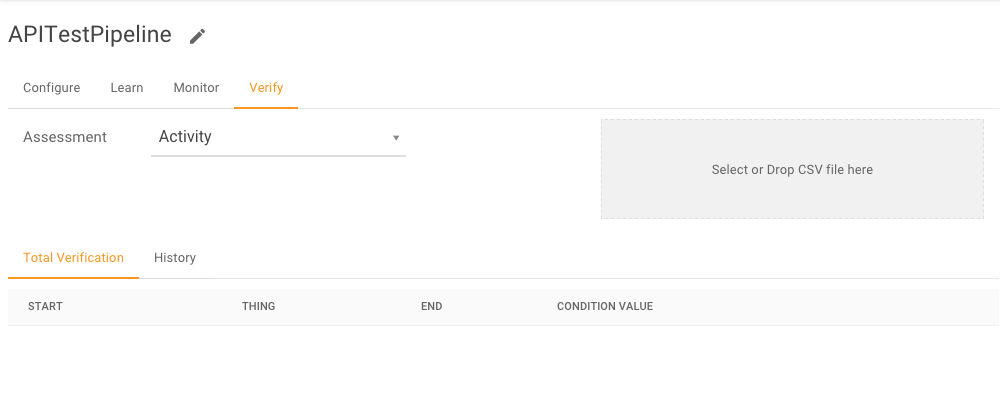 APITestPipeline
Configure Learn Monitor Verify
Assessment Activity
Select or Drop CSV file here
Total Verification History
START THING END CONDITION VALUE